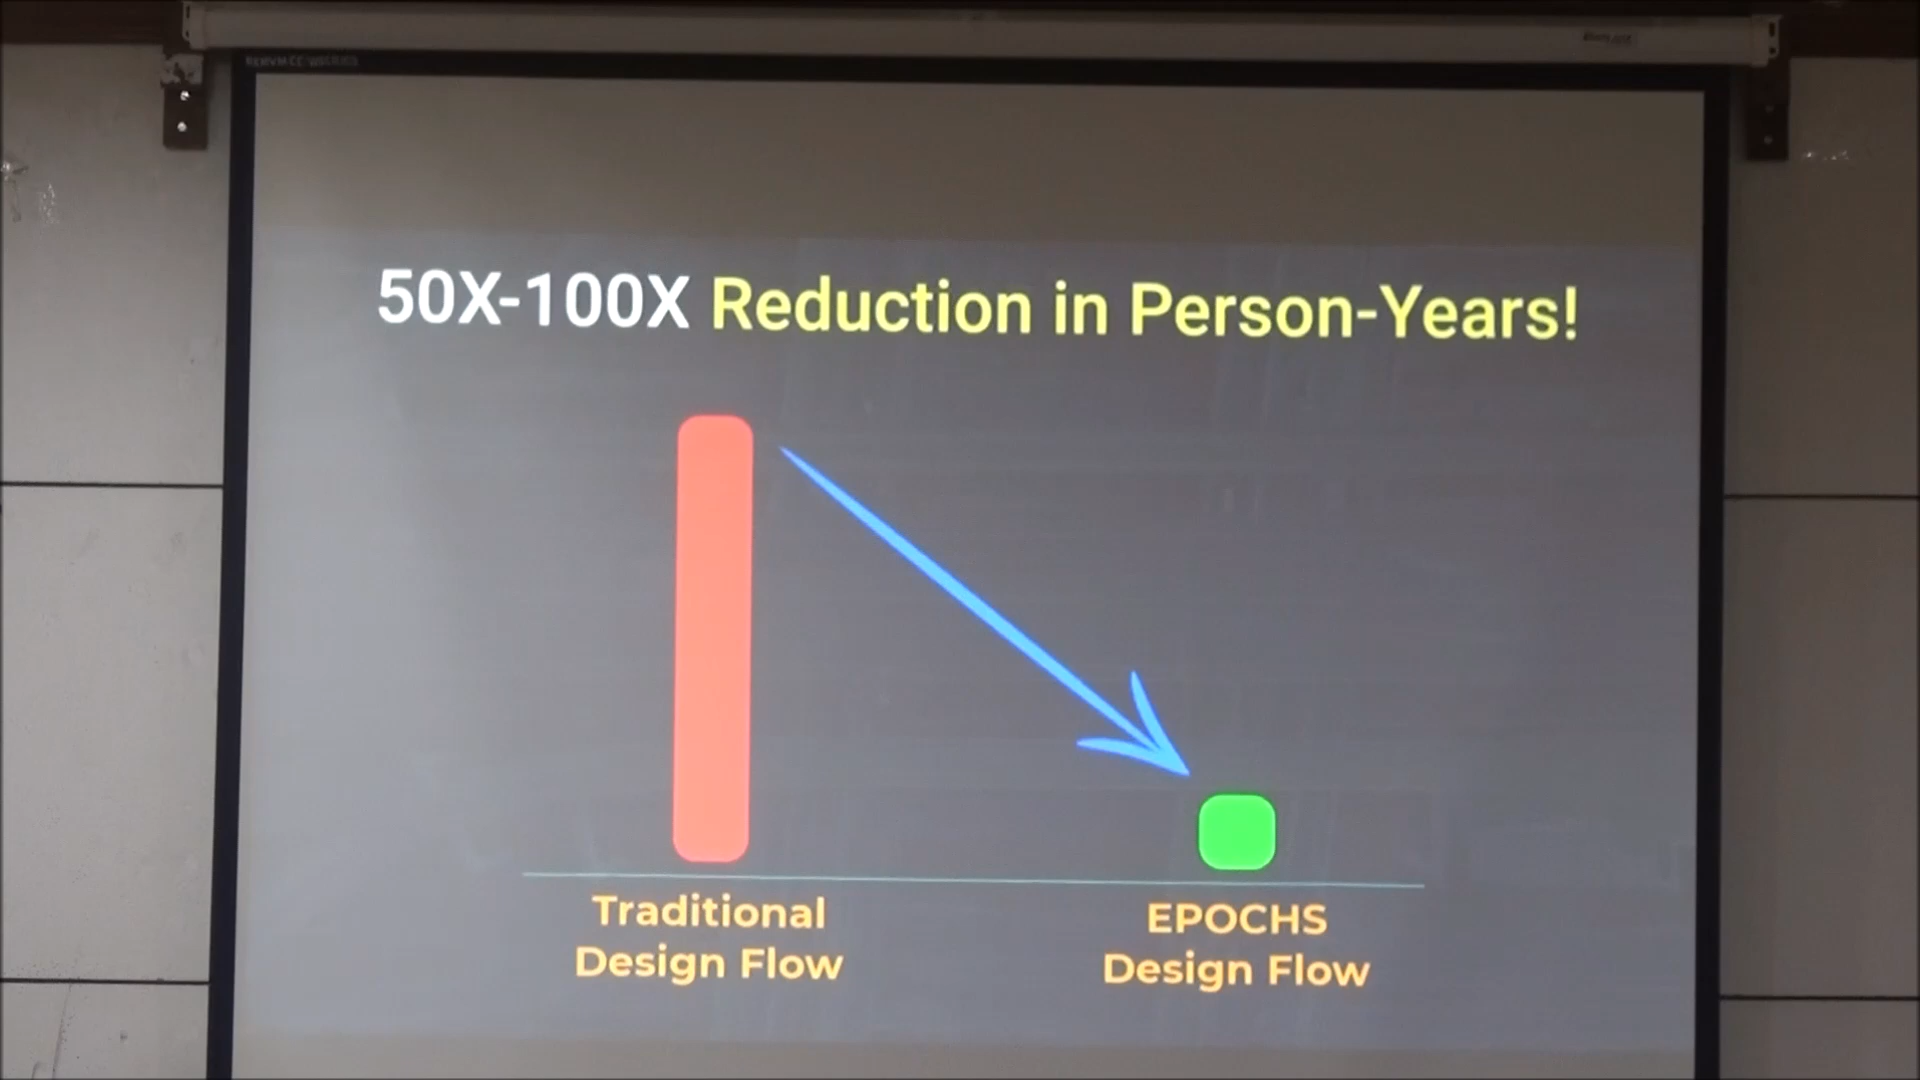 50X-100X Reduction in Person-Years!
Traditional
Design Flow
EPOCHS
Design Flow